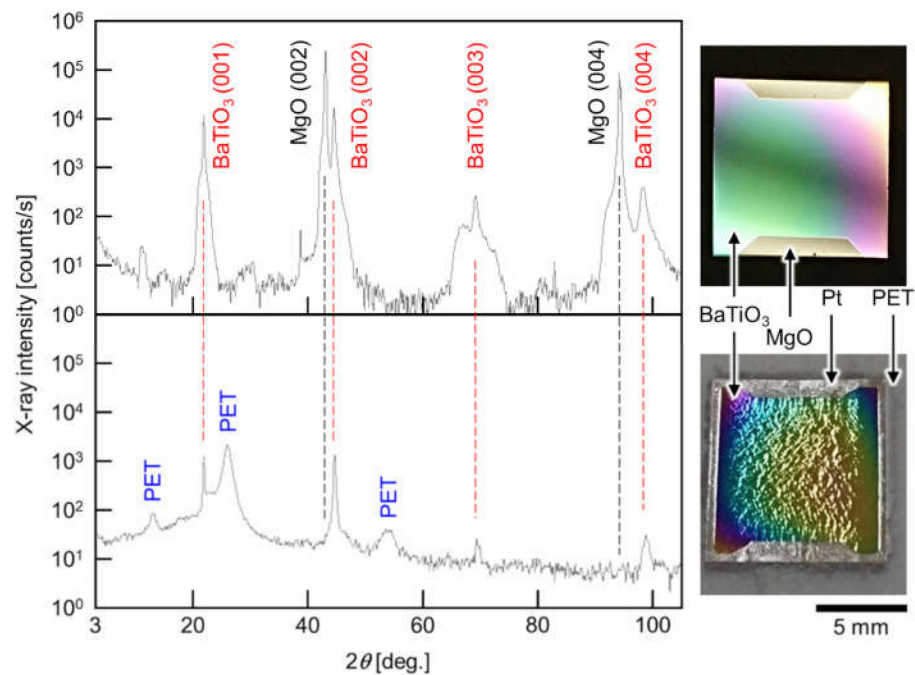 X-ray intensity [counts/s]
10⁶
10⁵
10⁴
10³
10²
10¹
10⁰
BaTiO₃ (001)
MgO (002)
BaTiO₃ (002)
BaTiO₃ (003)
MgO (004)
BaTiO₃ (004)
10⁵
10⁴
10³
10²
10¹
10⁰
PET
PET
PET
3
20
40
60
80
100
2θ [deg.]
BaTiO₃
MgO
Pt
PET
5 mm